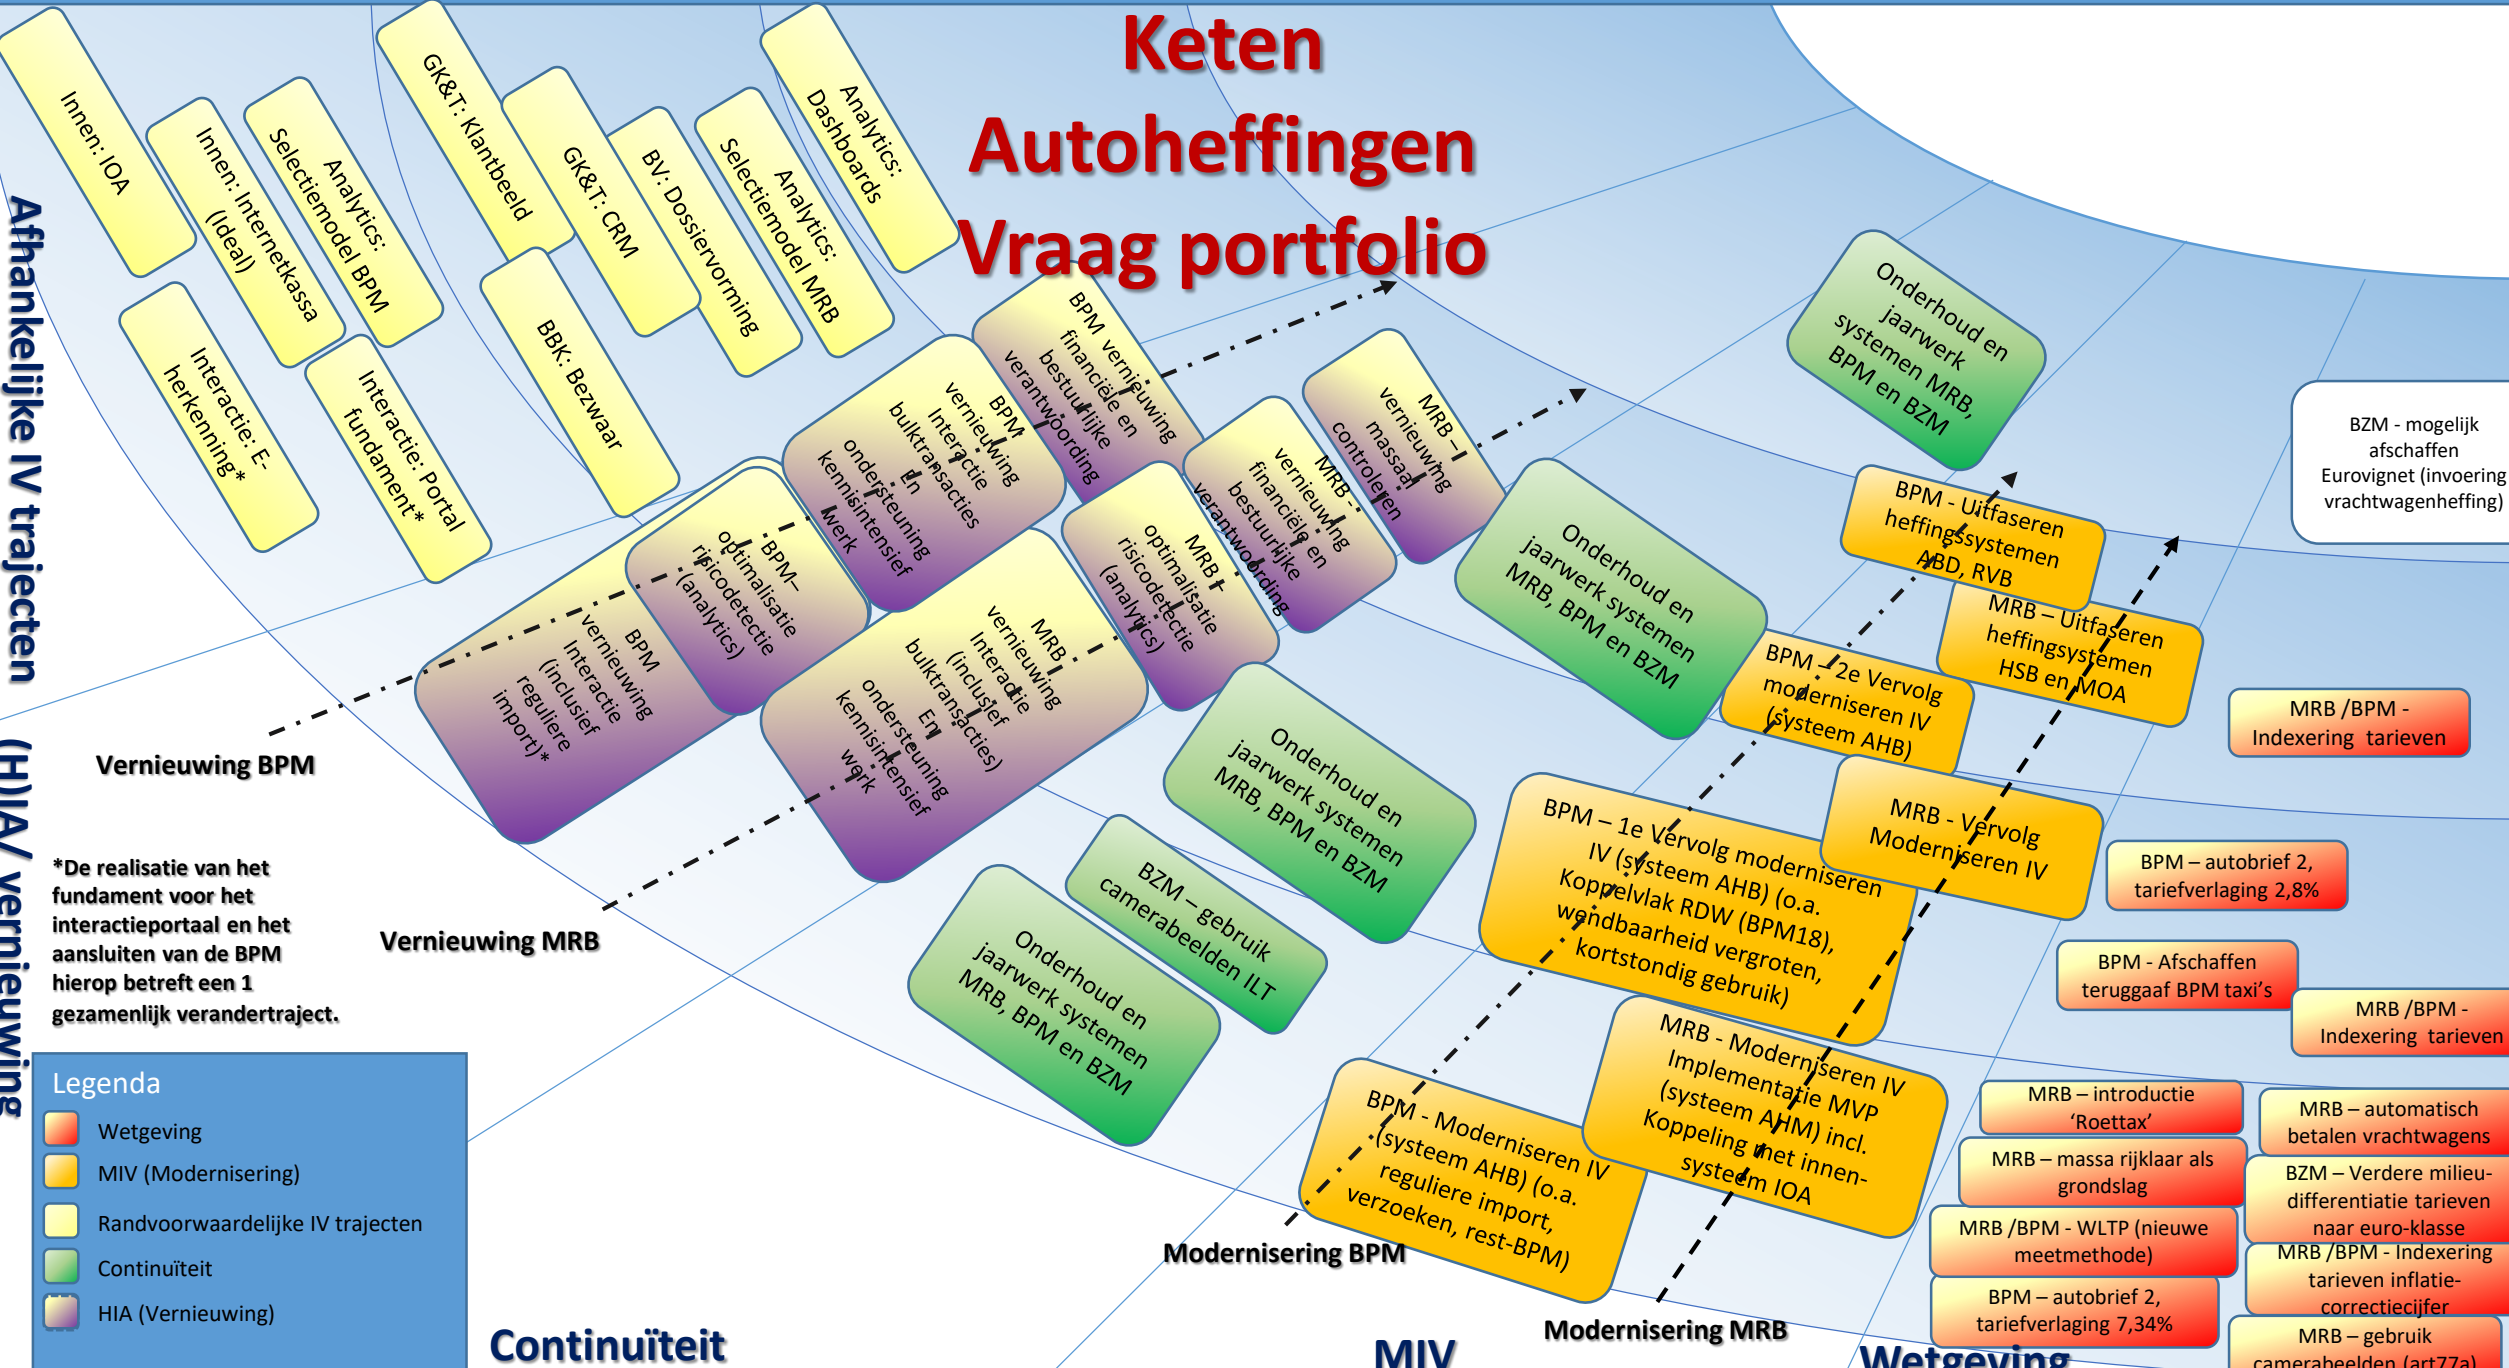 Keten
Autoheffingen
Vraag portfolio
Afhankelijke IV trajecten
(H)IA/ vernieuwing
Innen: IOA
Innen: Internetkassa
(Ideal)
Analytics:
Selectiemodel BPM
Interactie: E-
herkenning*
Interactie: Portal
fundament*
GK&T: Klantbeeld
GK&T: CRM
BV: Dossiervorming
Analytics:
Selectiemodel MRB
Analytics:
Dashboards
BBK: Bezwaar
BPM
vernieuwing
Interactie
(inclusief
reguliere
import)*
BPM–
optimalisatie
risicodetectie
(analytics)
BPM
vernieuwing
Interactie
bulktransacties
En
ondersteuning
kennisintensief
werk
BPM vernieuwing
financiële en
bestuurlijke
verantwoording
MRB
vernieuwing
Interactie
(inclusief
bulktransacties)
En
ondersteuning
kennisintensief
werk
MRB –
optimalisatie
risicodetectie
(analytics)
MRB -
vernieuwing
financiële en
bestuurlijke
verantwoording
MRB –
vernieuwing
massaal
controleren
Vernieuwing BPM
Vernieuwing MRB
*De realisatie van het
fundament voor het
interactieportaal en het
aansluiten van de BPM
hierop betreft een 1
gezamenlijk verandertraject.
Onderhoud en
jaarwerk
systemen MRB,
BPM en BZM
Onderhoud en
jaarwerk systemen
MRB, BPM en BZM
Onderhoud en
jaarwerk systemen
MRB, BPM en BZM
BZM – gebruik
camerabeelden ILT
Onderhoud en
jaarwerk systemen
MRB, BPM en BZM
BPM - Uitfaseren
heffingssystemen
ABD, RVB
MRB – Uitfaseren
heffingsystemen
HSB en MOA
BPM – 2e Vervolg
moderniseren IV
(systeem AHB)
MRB - Vervolg
Moderniseren IV
BPM – 1e Vervolg moderniseren
IV (systeem AHB) (o.a.
Koppelvlak RDW (BPM18),
wendbaarheid vergroten,
kortstondig gebruik)
MRB - Moderniseren IV
Implementatie MVP
(systeem AHM) incl.
Koppeling met innen-
systeem IOA
BPM - Moderniseren IV
(systeem AHB) (o.a.
reguliere import,
verzoeken, rest-BPM)
Modernisering BPM
Modernisering MRB
BZM - mogelijk
afschaffen
Eurovignet (invoering
vrachtwagenheffing)
MRB /BPM -
Indexering tarieven
BPM – autobrief 2,
tariefverlaging 2,8%
BPM - Afschaffen
teruggaaf BPM taxi’s
MRB /BPM -
Indexering tarieven
MRB – introductie
‘Roettax’
MRB – automatisch
betalen vrachtwagens
MRB – massa rijklaar als
grondslag
BZM – Verdere milieu-
differentiatie tarieven
naar euro-klasse
MRB /BPM - WLTP (nieuwe
meetmethode)
MRB /BPM - Indexering
tarieven inflatie-
correctiecijfer
BPM – autobrief 2,
tariefverlaging 7,34%
MRB – gebruik
camerabeelden (art77a)
Legenda
Wetgeving
MIV (Modernisering)
Randvoorwaardelijke IV trajecten
Continuïteit
HIA (Vernieuwing)
Continuïteit
MIV
Wetgeving